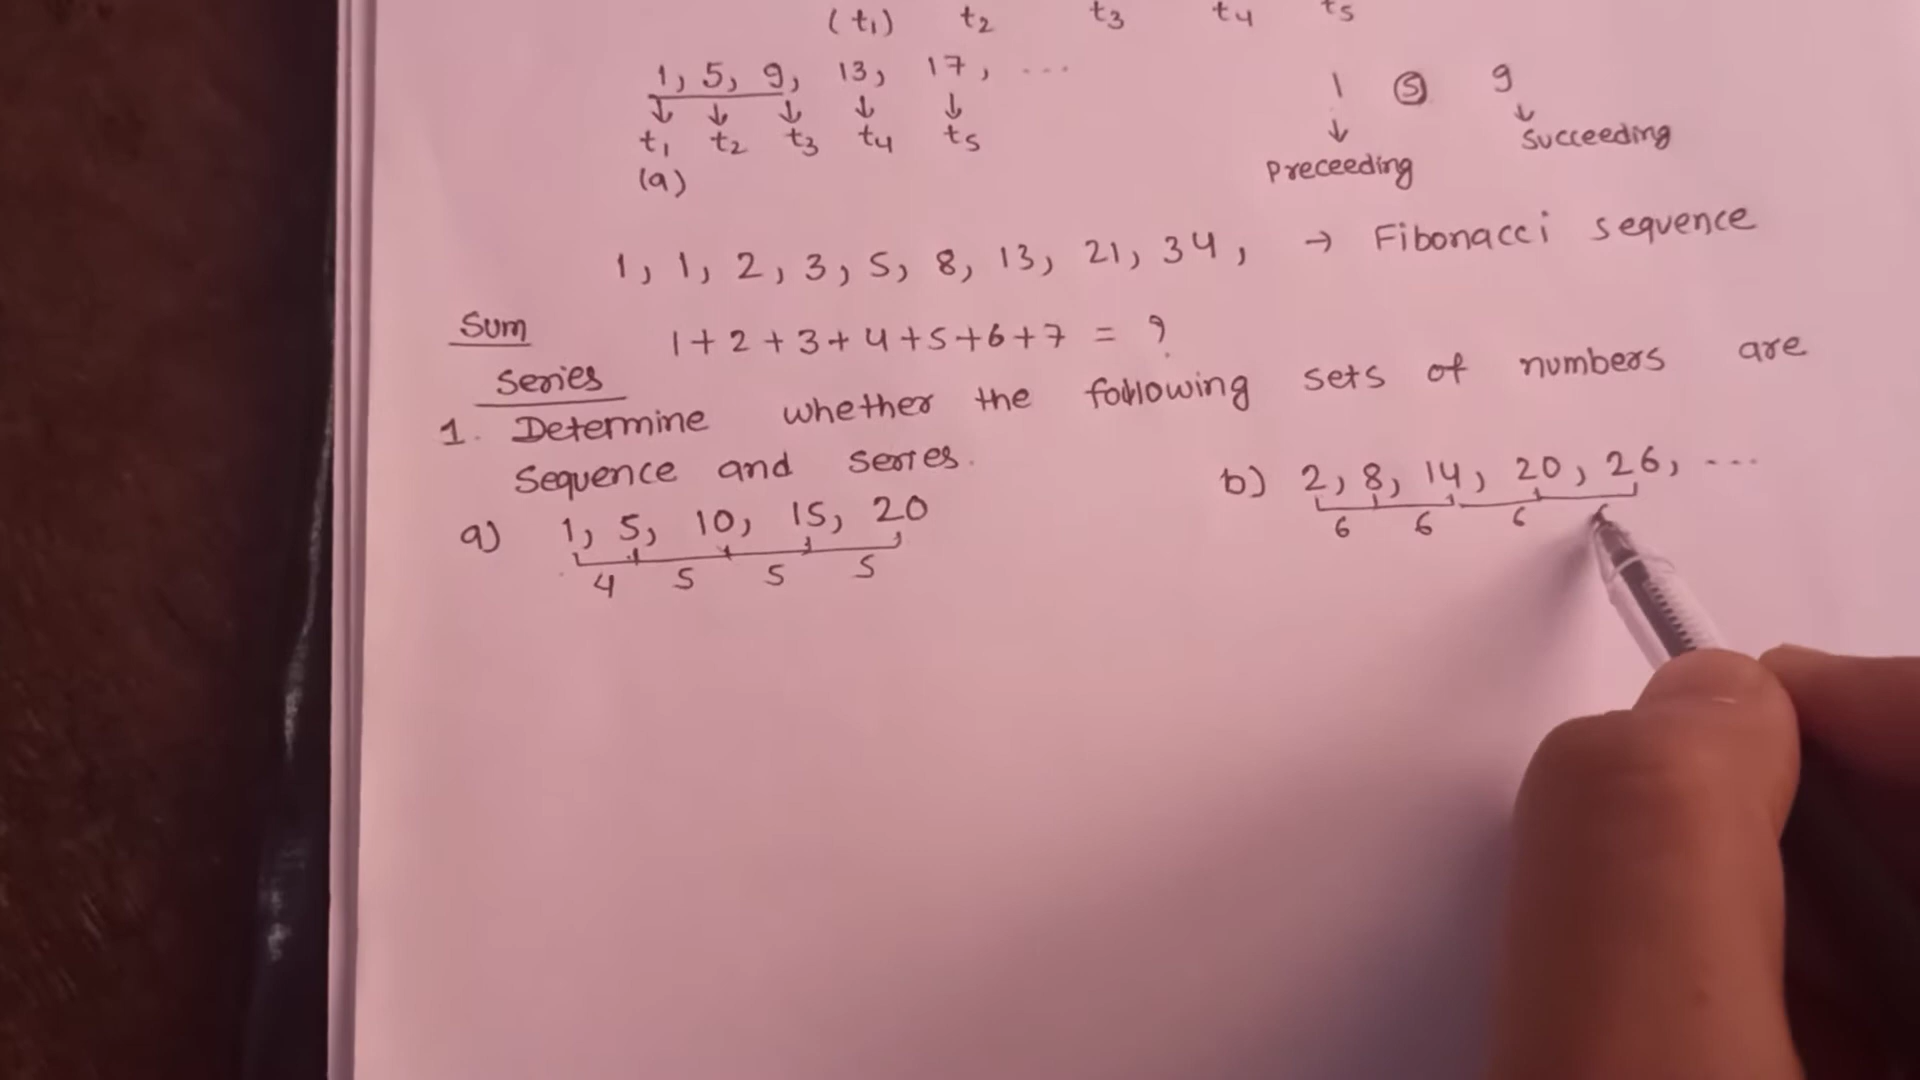 (t1) t2 t3 t4 t5
1, 5, 9, 13, 17, ...
↓ ↓ ↓ ↓ ↓
t1 t2 t3 t4 t5
(a)
1 5 9
↓ ↓
Preceeding Succeeding
1, 1, 2, 3, 5, 8, 13, 21, 34, → Fibonacci sequence
Sum 1+2+3+4+5+6+7 = ?
Series
1. Determine whether the following sets of numbers are
Sequence and series.
a) 1, 5, 10, 15, 20
4 5 5 5
b) 2, 8, 14, 20, 26, ...
6 6 6